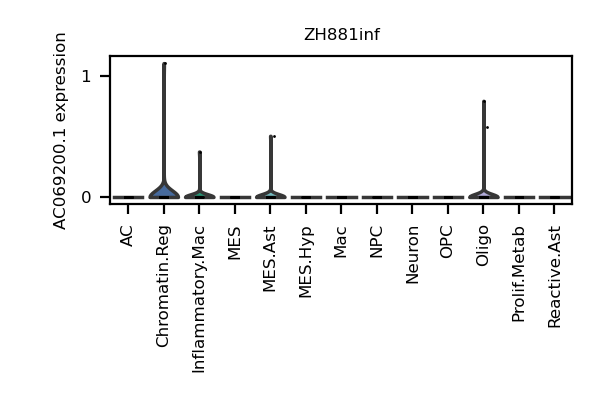 ZH881inf
AC069200.1 expression
1
0
AC
Chromatin.Reg
Inflammatory.Mac
MES
MES.Ast
MES.Hyp
Mac
NPC
Neuron
OPC
Oligo
Prolif.Metab
Reactive.Ast